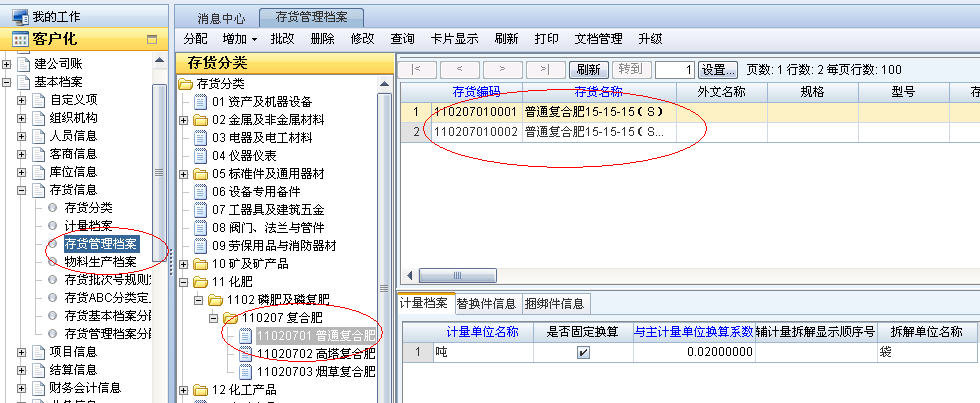 我的工作
客户化
建公司账
基本档案
自定义项
组织机构
人员信息
客商信息
库位信息
存货信息
存货分类
计量档案
存货管理档案
物料生产档案
存货批次号规则
存货ABC分类定
存货基本档案分
存货管理档案分
项目信息
结算信息
财务会计信息
消息中心 存货管理档案
分配 增加 批改 删除 修改 查询 卡片显示 刷新 打印 文档管理 升级
存货分类
存货分类
01 资产及机器设备
02 金属及非金属材料
03 电器及电工材料
04 仪器仪表
05 标准件及通用器材
06 设备专用备件
07 工器具及建筑五金
08 阀门、法兰与管件
09 劳保用品与消防器材
10 矿及矿产品
11 化肥
1102 磷肥及磷复肥
110207 复合肥
11020701 普通复合肥
11020702 高塔复合肥
11020703 烟草复合肥
12 化工产品
|< < > >| 刷新 转到 1 设置... 页数: 1 行数: 2 每页行数: 100
存货编码 存货名称 外文名称 规格 型号 存
1 110207010001 普通复合肥15-15-15（S）
2 110207010002 普通复合肥15-15-15（S...
计量档案 替换件信息 捆绑件信息
计量单位名称 是否固定换算 与主计量单位换算系数 辅计量拆解显示顺序号 拆解单位名称
1 吨 0.02000000 袋